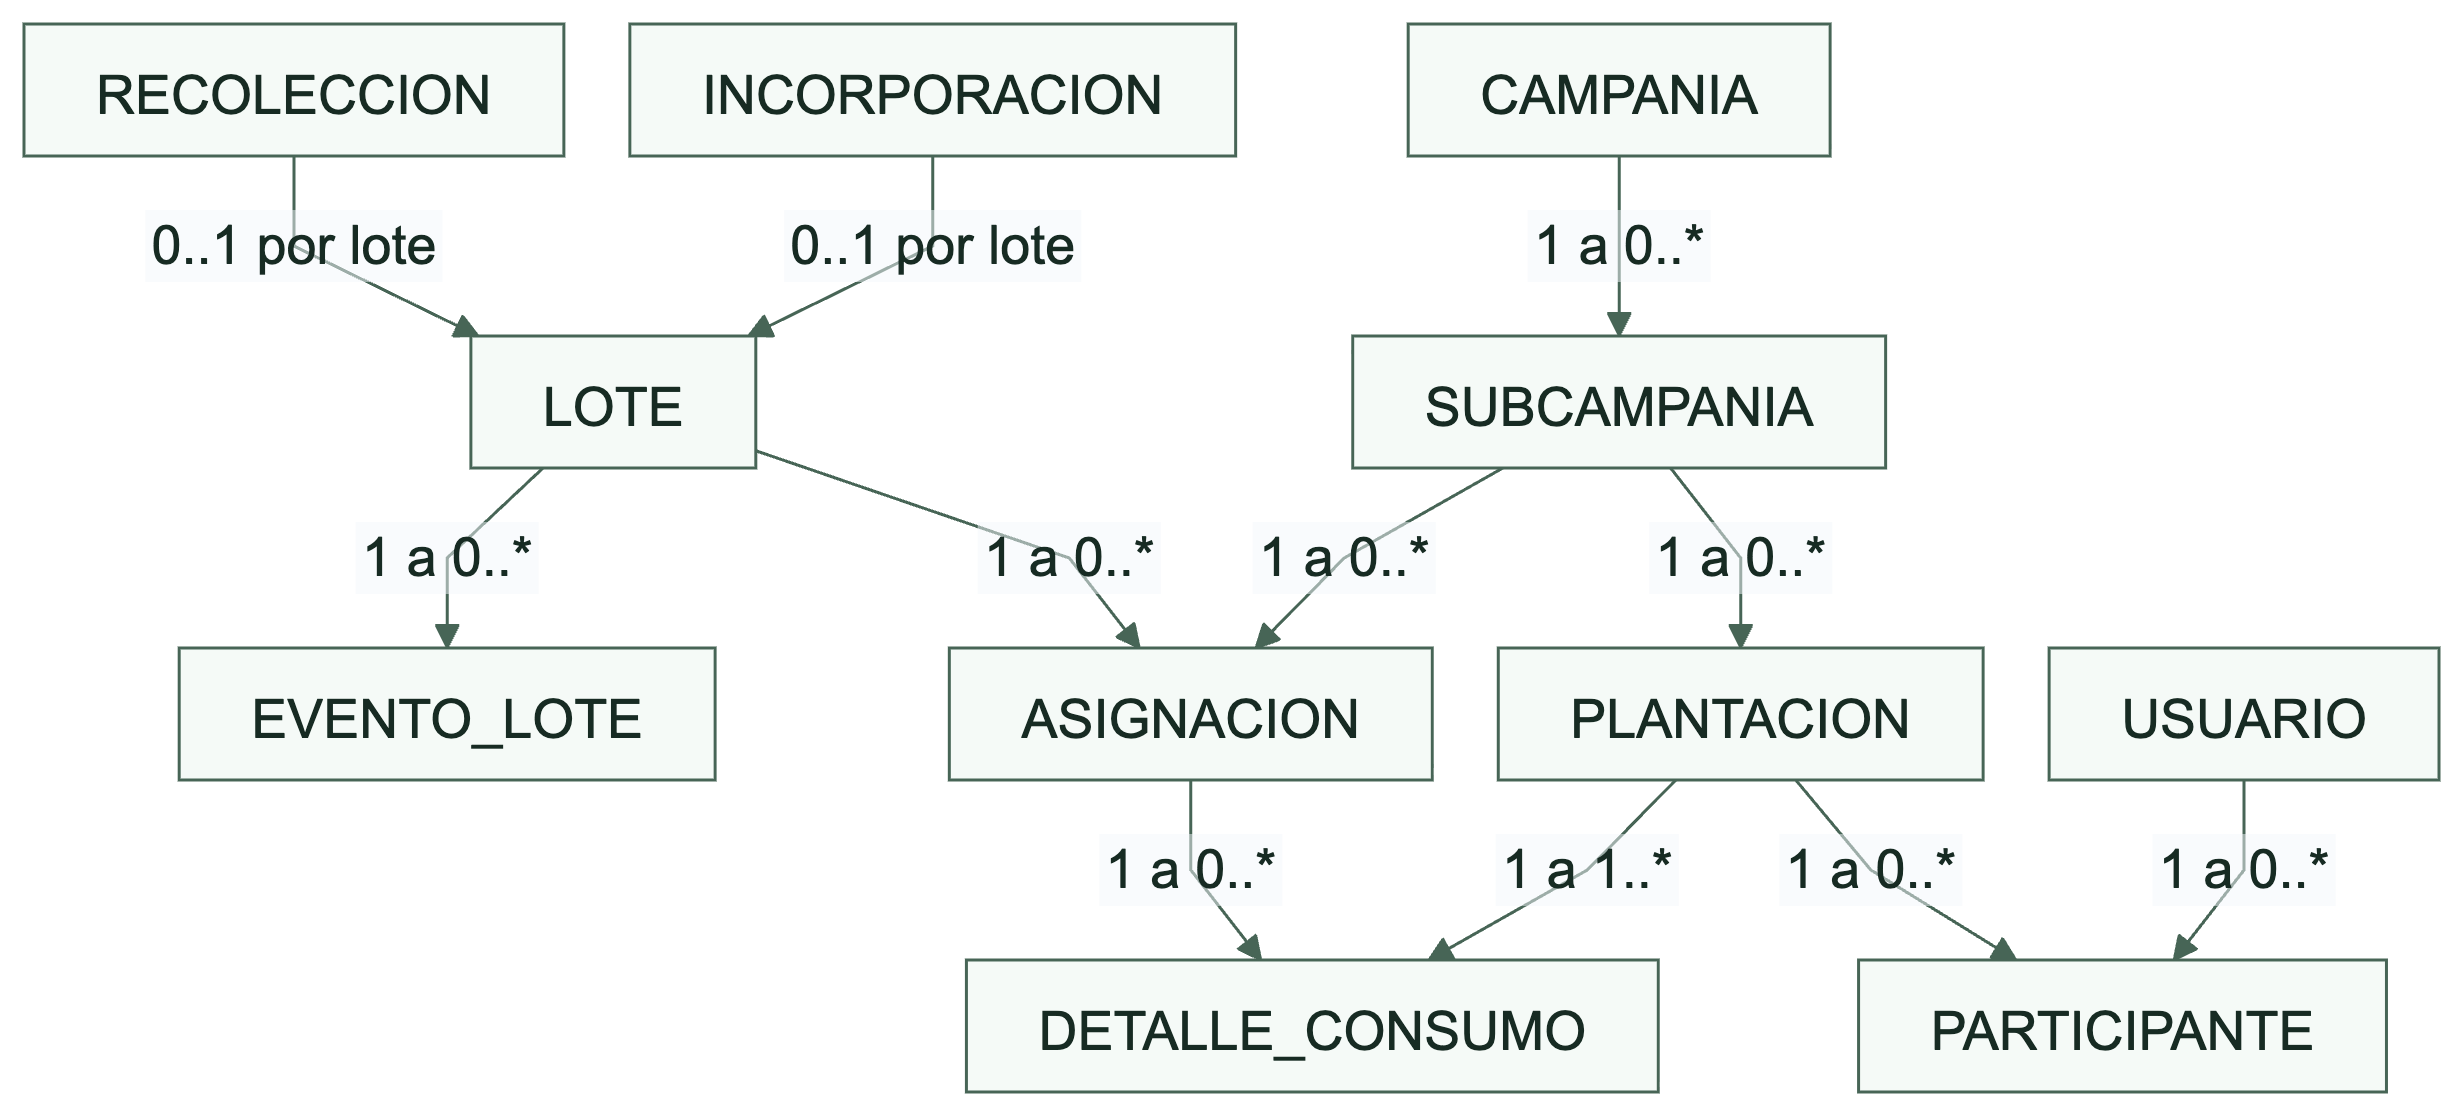 RECOLECCION
INCORPORACION
CAMPANIA
0..1 por lote
0..1 por lote
1 a 0..*
LOTE
SUBCAMPANIA
1 a 0..*
1 a 0..*
1 a 0..*
1 a 0..*
EVENTO_LOTE
ASIGNACION
PLANTACION
USUARIO
1 a 0..*
1 a 1..*
1 a 0..*
1 a 0..*
DETALLE_CONSUMO
PARTICIPANTE